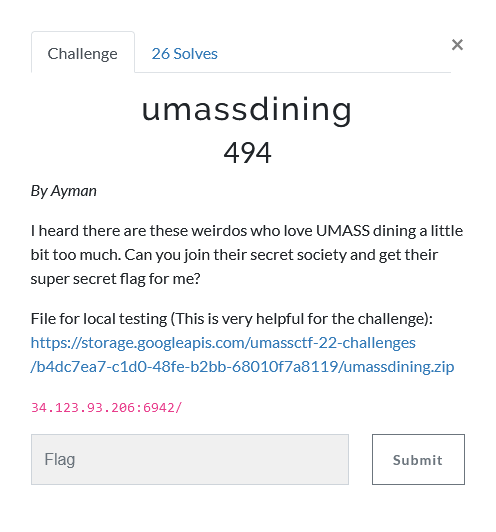 Challenge
26 Solves
×
umassdining
494
By Ayman
I heard there are these weirdos who love UMASS dining a little
bit too much. Can you join their secret society and get their
super secret flag for me?
File for local testing (This is very helpful for the challenge):
https://storage.googleapis.com/umassctf-22-challenges
/b4dc7ea7-c1d0-48fe-b2bb-68010f7a8119/umassdining.zip
34.123.93.206:6942/
Flag
Submit